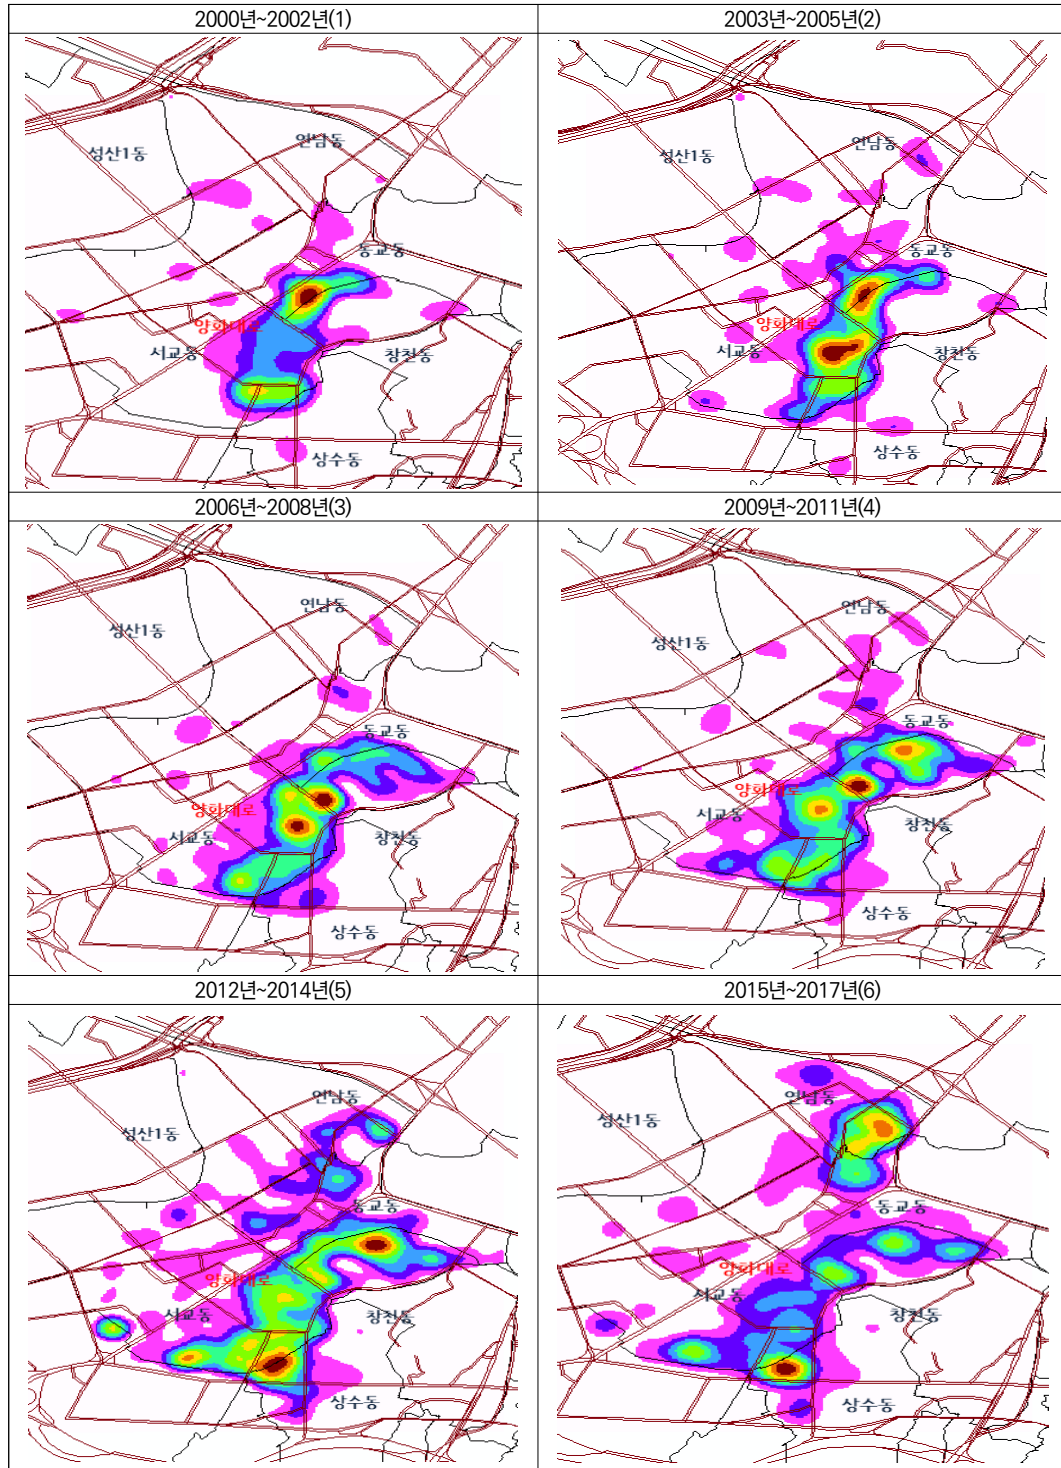 2000년~2002년(1)
2003년~2005년(2)
연남동
성산1동
동교동
양화대로
서교동
창천동
상수동
연남동
성산1동
동교동
양화대로
서교동
창천동
상수동
2006년~2008년(3)
2009년~2011년(4)
연남동
성산1동
동교동
양화대로
서교동
창천동
상수동
연남동
성산1동
동교동
양화대로
서교동
창천동
상수동
2012년~2014년(5)
2015년~2017년(6)
연남동
성산1동
동교동
양화대로
서교동
창천동
상수동
연남동
성산1동
동교동
양화대로
서교동
창천동
상수동